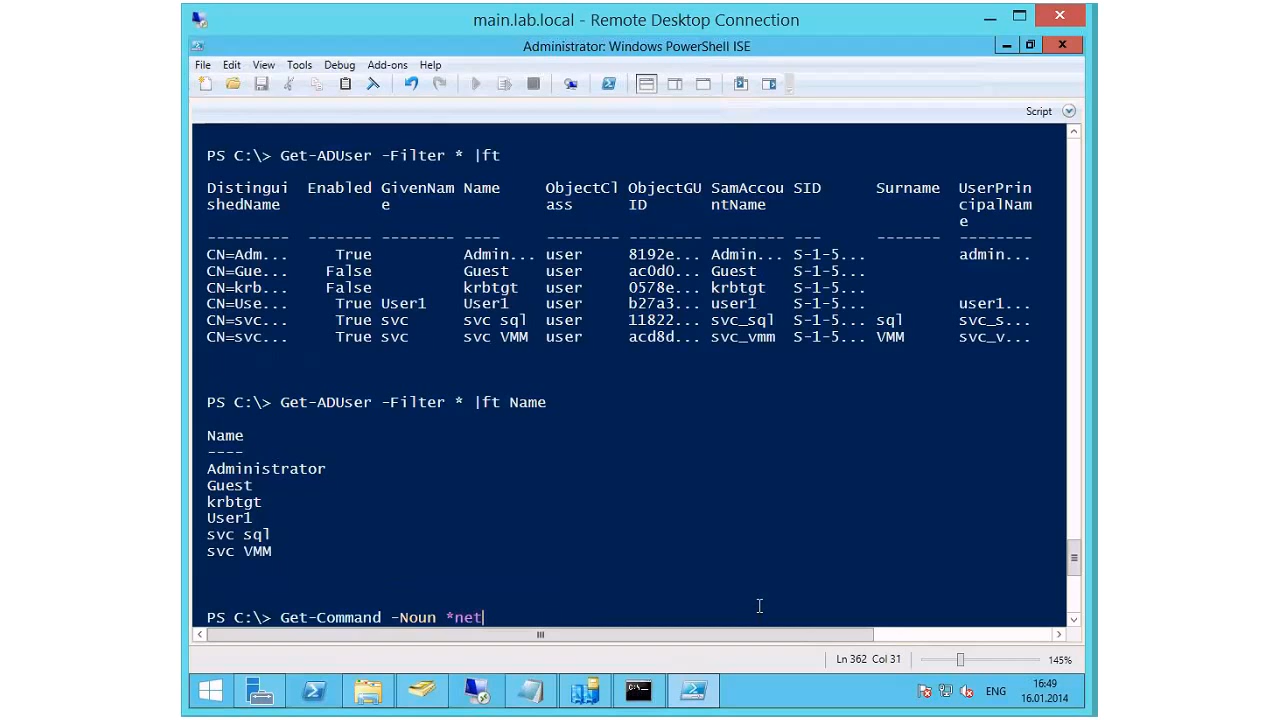 main.lab.local - Remote Desktop Connection
Administrator: Windows PowerShell ISE
File Edit View Tools Debug Add-ons Help
Script
PS C:\> Get-ADUser -Filter * |ft
Distingui Enabled GivenNam Name ObjectCl ObjectGU SamAccou SID Surname UserPrin
shedName e ass ID ntName cipalNam
e
--------- ------- -------- ---- -------- -------- -------- --- ------- --------
CN=Adm... True Admin... user 8192e... Admin... S-1-5... admin...
CN=Gue... False Guest user ac0d0... Guest S-1-5...
CN=krb... False krbtgt user 0578e... krbtgt S-1-5...
CN=Use... True User1 User1 user b27a3... user1 S-1-5... user1...
CN=svc... True svc svc sql user 11822... svc_sql S-1-5... sql svc_s...
CN=svc... True svc svc VMM user acd8d... svc_vmm S-1-5... VMM svc_v...
PS C:\> Get-ADUser -Filter * |ft Name
Name
----
Administrator
Guest
krbtgt
User1
svc sql
svc VMM
PS C:\> Get-Command -Noun *net
Ln 362 Col 31 145%
ENG 16:49
16.01.2014